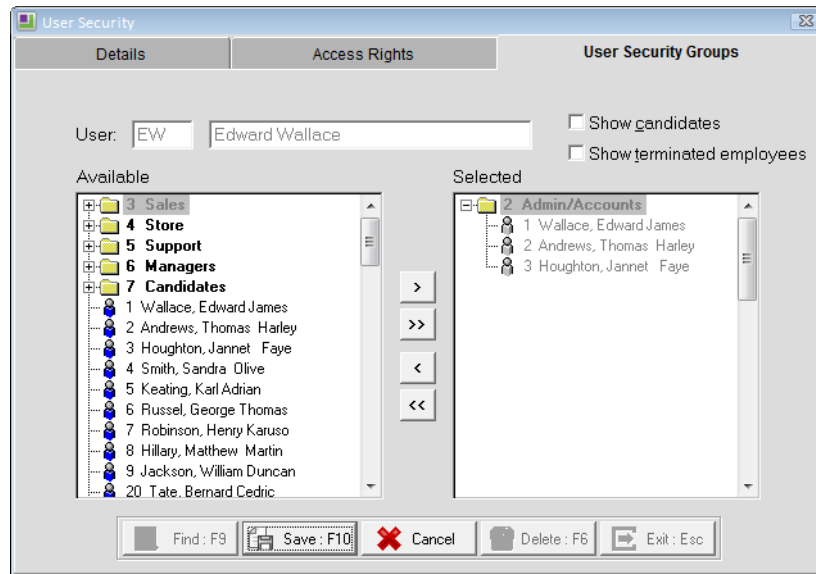 User Security
Details Access Rights User Security Groups
User: EW Edward Wallace
Show candidates
Show terminated employees
Available
3 Sales
4 Store
5 Support
6 Managers
7 Candidates
1 Wallace, Edward James
2 Andrews, Thomas Harley
3 Houghton, Jannet Faye
4 Smith, Sandra Olive
5 Keating, Karl Adrian
6 Russel, George Thomas
7 Robinson, Henry Karuso
8 Hillary, Matthew Martin
9 Jackson, William Duncan
20 Tate, Bernard Cedric
>
>>
<
<<
Selected
2 Admin/Accounts
1 Wallace, Edward James
2 Andrews, Thomas Harley
3 Houghton, Jannet Faye
Find : F9 Save : F10 Cancel Delete : F6 Exit : Esc